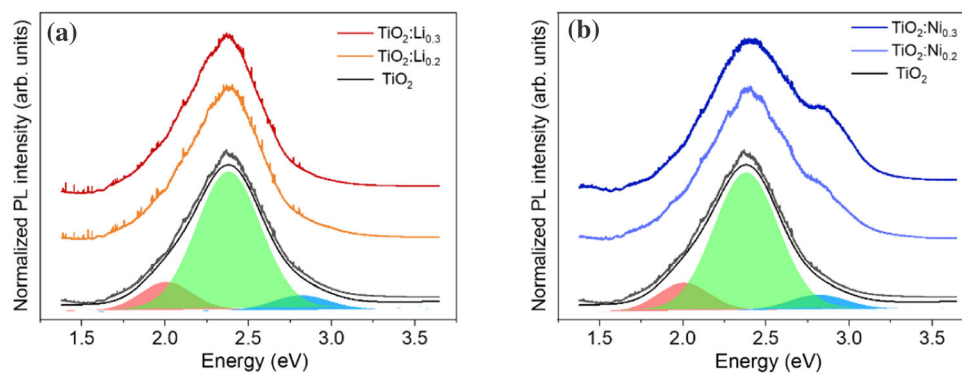 (a)
TiO₂:Li₀.₃
TiO₂:Li₀.₂
TiO₂
Normalized PL intensity (arb. units)
1.5 2.0 2.5 3.0 3.5
Energy (eV)
(b)
TiO₂:Ni₀.₃
TiO₂:Ni₀.₂
TiO₂
Normalized PL intensity (arb. units)
1.5 2.0 2.5 3.0 3.5
Energy (eV)